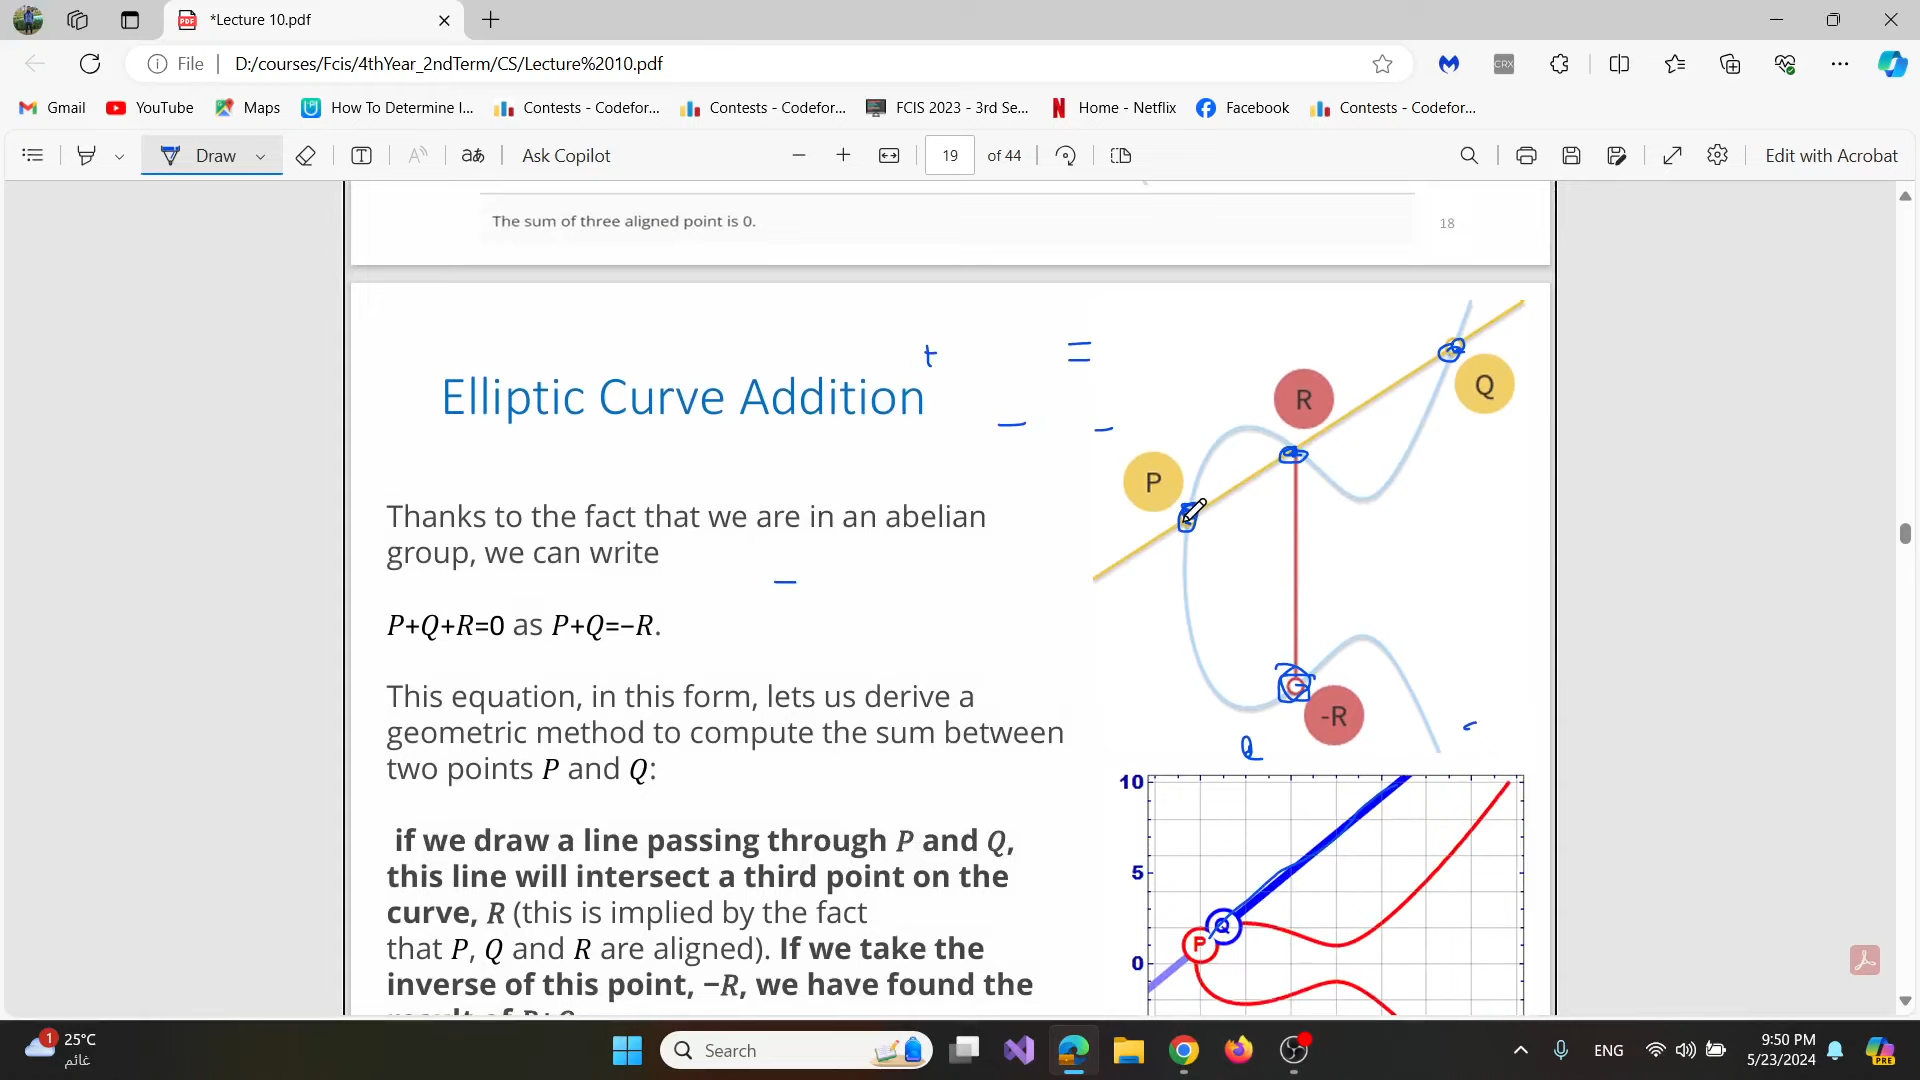 *Lecture 10.pdf
File
D:/courses/Fcis/4thYear_2ndTerm/CS/Lecture%2010.pdf
CRX
Gmail
YouTube
Maps
How To Determine I...
Contests - Codefor...
Contests - Codefor...
FCIS 2023 - 3rd Se...
Home - Netflix
Facebook
Contests - Codefor...
Draw
aあ
Ask Copilot
19
of 44
Edit with Acrobat
The sum of three aligned point is 0.
18
t =
Elliptic Curve Addition
Q
R
P
-R
Thanks to the fact that we are in an abelian
group, we can write
P+Q+R=0 as P+Q=−R.
This equation, in this form, lets us derive a
geometric method to compute the sum between
two points P and Q:
if we draw a line passing through P and Q,
this line will intersect a third point on the
curve, R (this is implied by the fact
that P, Q and R are aligned). If we take the
inverse of this point, −R, we have found the
10
5
0
Q
P
1
25°C
غائم
Search
ENG
9:50 PM
5/23/2024
PRE